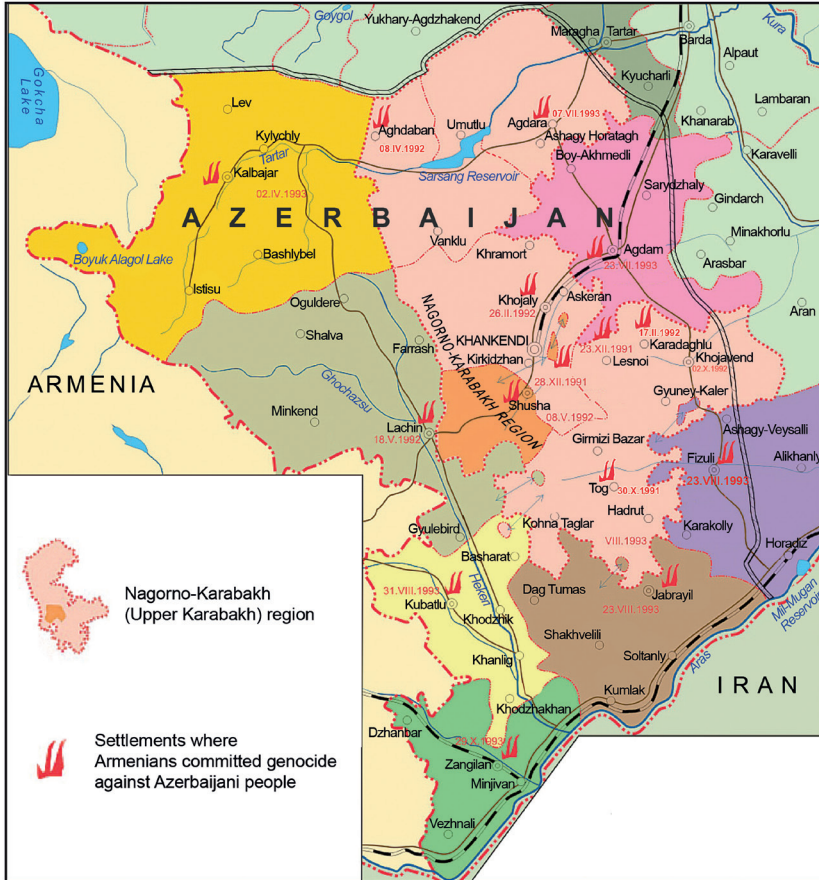 Goygol
Yukhary-Agdzhakend
Maragha
Tartar
Barda
Kura
Alpaut
Gokcha
Lake
Kyucharli
Lev
Lambaran
Khanarab
Kylychly
Aghdaban
08.IV.1992
Umutlu
Agdara
07.VII.1993
Ashagy Horatagh
Boy-Akhmedli
Karavelli
Tartar
Kalbajar
02.IV.1993
Sarsang Reservoir
Sarydzhaly
Gindarch
AZERBAIJAN
Vanklu
Khramort
Agdam
23.VII.1993
Minakhorlu
Arasbar
Boyuk Alagol Lake
Bashlybel
Istisu
Oguldere
Khojaly
26.II.1992
Askeran
Aran
Shalva
Farrash
NAGORNO-KARABAKH REGION
KHANKENDI
Kirkidzhan
23.XII.1991
17.II.1992
Karadaghlu
Lesnoi
Khojavend
02.X.1992
ARMENIA
Ghochazsu
28.XII.1991
Shusha
08.V.1992
Gyuney-Kaler
Minkend
Lachin
18.V.1992
Girmizi Bazar
Ashagy-Veysalli
Fizuli
23.VIII.1993
Alikhanly
Tog
30.X.1991
Hadrut
VIII.1993
Gyulebird
Kohna Taglar
Karakolly
Basharat
Horadiz
31.VIII.1993
Kubatlu
Hekeri
Dag Tumas
Jabrayil
23.VIII.1993
Mil-Mugan
Reservoir
Khodzhik
Shakhvelili
Khanlig
Soltanly
Aras
IRAN
Khodzhakhan
Kumlak
Dzhanbar
20.X.1993
Zangilan
Minjivan
Vezhnali
Nagorno-Karabakh
(Upper Karabakh) region
Settlements where
Armenians committed genocide
against Azerbaijani people